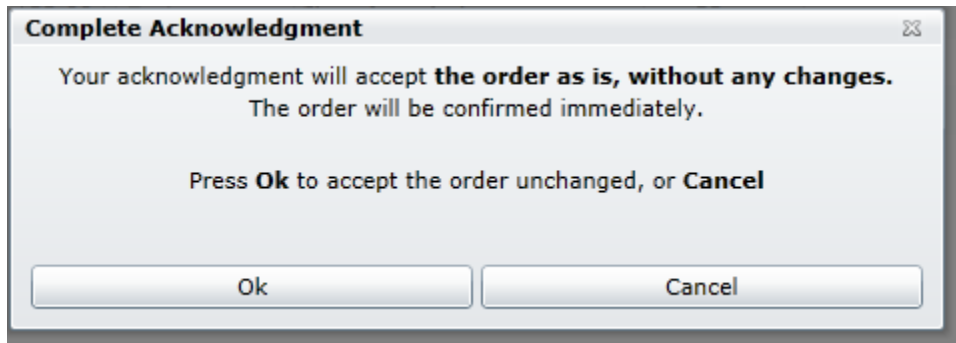 Complete Acknowledgment
Your acknowledgment will accept the order as is, without any changes.
The order will be confirmed immediately.
Press Ok to accept the order unchanged, or Cancel
Ok
Cancel